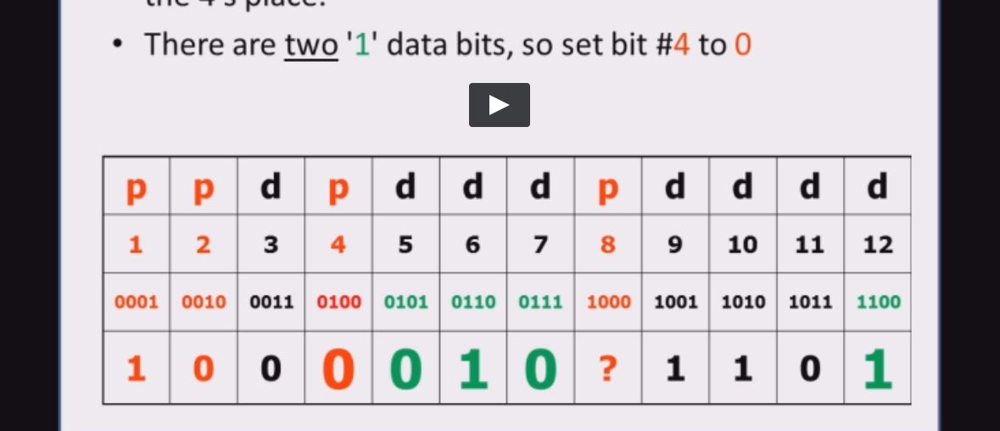 the 4's place.
• There are two '1' data bits, so set bit #4 to 0
p p d p d d d p d d d d
1 2 3 4 5 6 7 8 9 10 11 12
0001 0010 0011 0100 0101 0110 0111 1000 1001 1010 1011 1100
1 0 0 0 0 1 0 ? 1 1 0 1